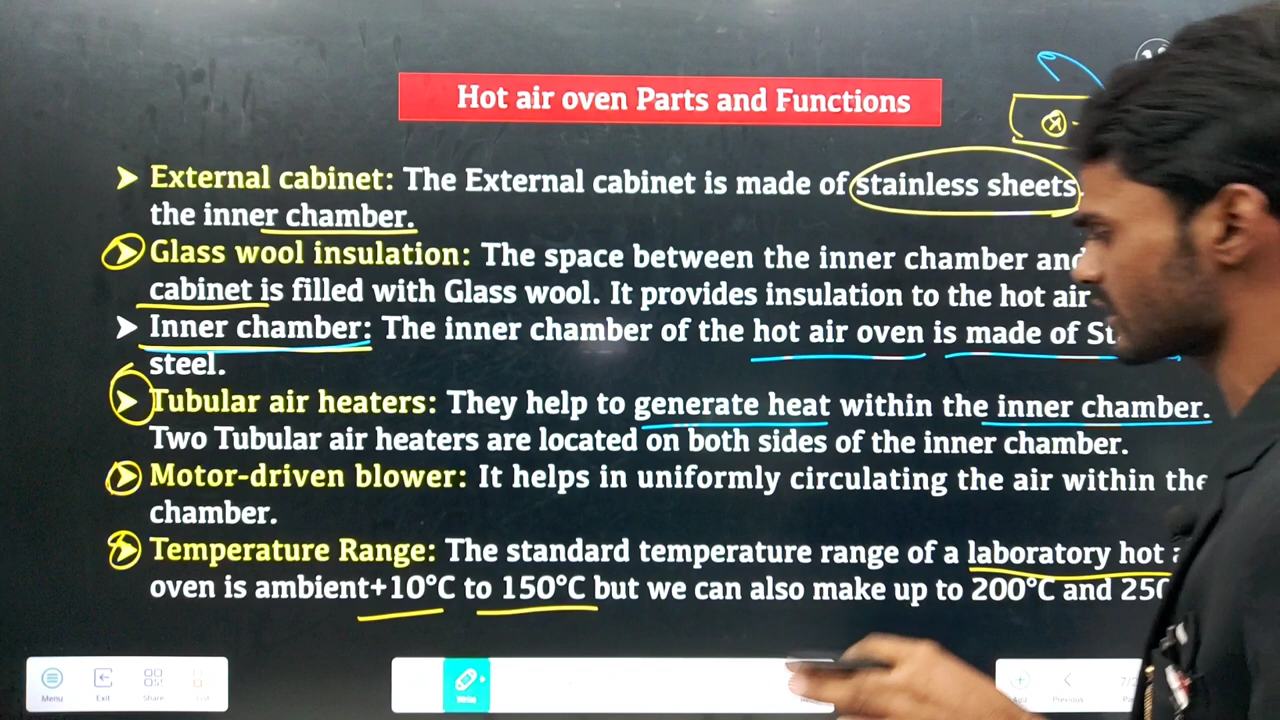 Hot air oven Parts and Functions
➤ External cabinet: The External cabinet is made of stainless sheets
the inner chamber.
➤ Glass wool insulation: The space between the inner chamber and
cabinet is filled with Glass wool. It provides insulation to the hot air
➤ Inner chamber: The inner chamber of the hot air oven is made of
steel.
➤ Tubular air heaters: They help to generate heat within the inner chamber.
Two Tubular air heaters are located on both sides of the inner chamber.
➤ Motor-driven blower: It helps in uniformly circulating the air within the
chamber.
➤ Temperature Range: The standard temperature range of a laboratory hot
oven is ambient+10°C to 150°C but we can also make up to 200°C and
Menu Exit Share Previous